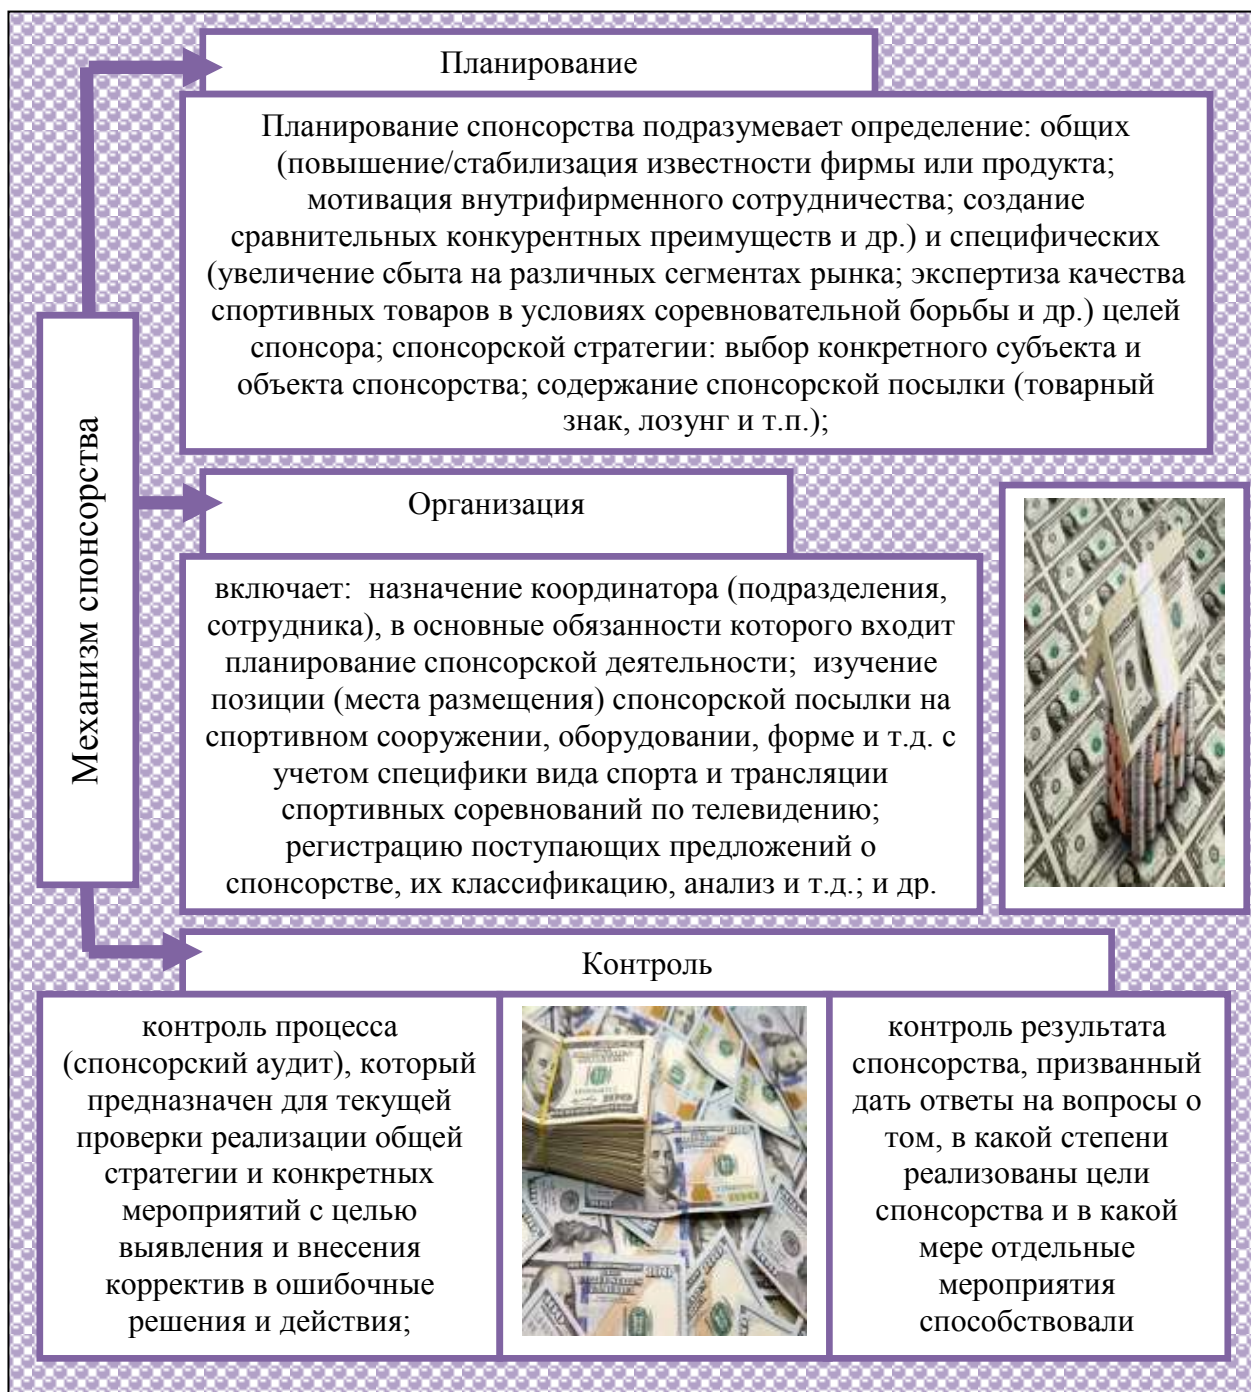 Механизм спонсорства
Планирование
Планирование спонсорства подразумевает определение: общих
(повышение/стабилизация известности фирмы или продукта;
мотивация внутрифирменного сотрудничества; создание
сравнительных конкурентных преимуществ и др.) и специфических
(увеличение сбыта на различных сегментах рынка; экспертиза качества
спортивных товаров в условиях соревновательной борьбы и др.) целей
спонсора; спонсорской стратегии: выбор конкретного субъекта и
объекта спонсорства; содержание спонсорской посылки (товарный
знак, лозунг и т.п.);
Организация
включает: назначение координатора (подразделения,
сотрудника), в основные обязанности которого входит
планирование спонсорской деятельности; изучение
позиции (места размещения) спонсорской посылки на
спортивном сооружении, оборудовании, форме и т.д. с
учетом специфики вида спорта и трансляции
спортивных соревнований по телевидению;
регистрацию поступающих предложений о
спонсорстве, их классификацию, анализ и т.д.; и др.
Контроль
контроль процесса
(спонсорский аудит), который
предназначен для текущей
проверки реализации общей
стратегии и конкретных
мероприятий с целью
выявления и внесения
корректив в ошибочные
решения и действия;
контроль результата
спонсорства, призванный
дать ответы на вопросы о
том, в какой степени
реализованы цели
спонсорства и в какой
мере отдельные
мероприятия
способствовали